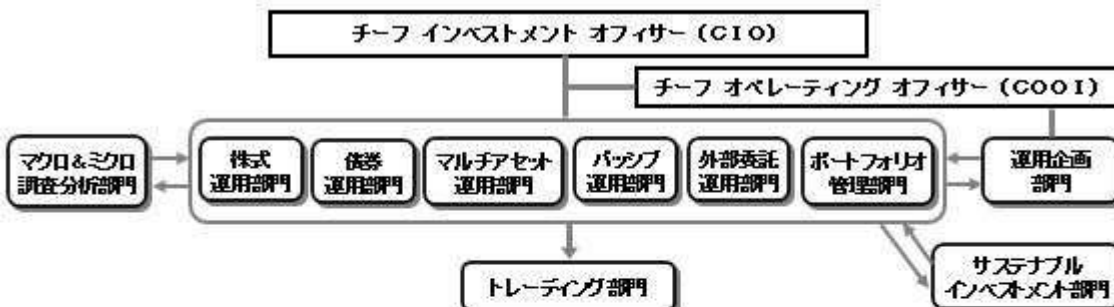 チーフ インベストメント オフィサー (CIO)
チーフ オペレーティング オフィサー (COOI)
マクロ&ミクロ
調査分析部門
株式
運用部門
債券
運用部門
マルチアセット
運用部門
パッシブ
運用部門
外部委託
運用部門
ポートフォリオ
管理部門
運用企画
部門
トレーディング部門
サステナブル
インベストメント部門